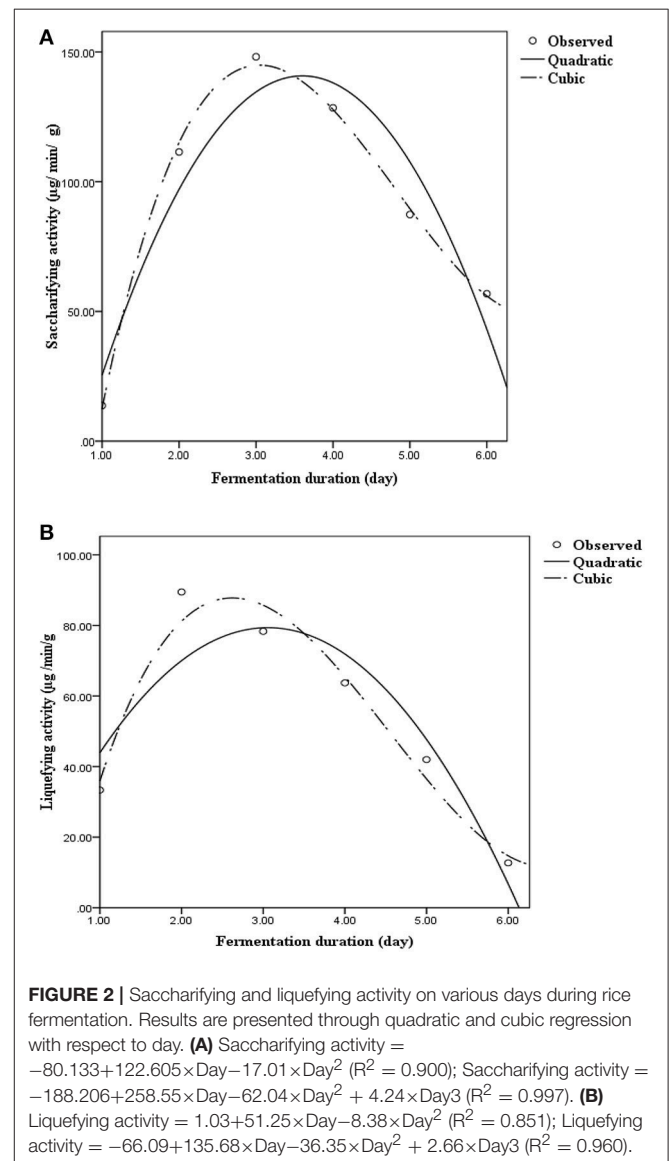 A
Observed
Quadratic
Cubic
150.00
100.00
50.00
.00
Saccharifying activity (µg/ min/ g)
1.00 2.00 3.00 4.00 5.00 6.00
Fermentation duration (day)
B
Observed
Quadratic
Cubic
100.00
80.00
60.00
40.00
20.00
.00
Liquefying activity (µg /min/g
1.00 2.00 3.00 4.00 5.00 6.00
Fermentation duration (day)
FIGURE 2 | Saccharifying and liquefying activity on various days during rice
fermentation. Results are presented through quadratic and cubic regression
with respect to day. (A) Saccharifying activity =
−80.133+122.605×Day−17.01×Day² (R² = 0.900); Saccharifying activity =
−188.206+258.55×Day−62.04×Day² + 4.24×Day3 (R² = 0.997). (B)
Liquefying activity = 1.03+51.25×Day−8.38×Day² (R² = 0.851); Liquefying
activity = −66.09+135.68×Day−36.35×Day² + 2.66×Day3 (R² = 0.960).